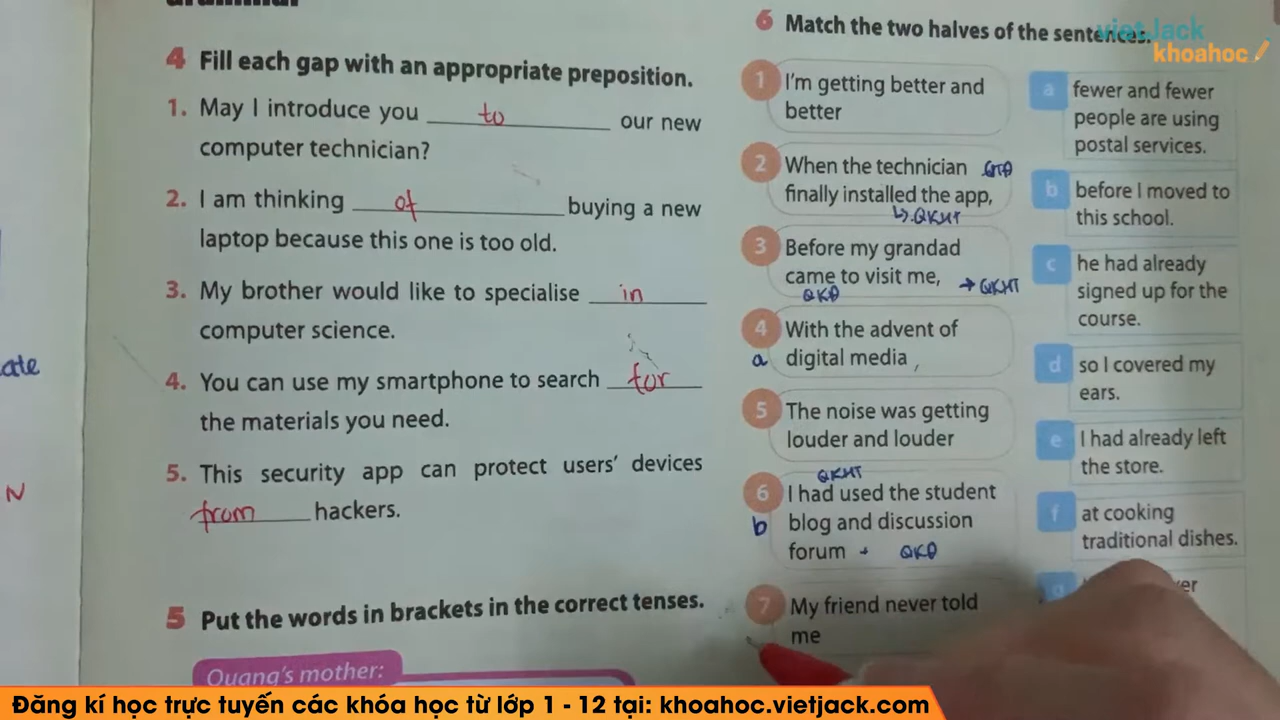 4 Fill each gap with an appropriate preposition.
1. May I introduce you to our new
computer technician?
2. I am thinking of buying a new
laptop because this one is too old.
3. My brother would like to specialise in
computer science.
4. You can use my smartphone to search for
the materials you need.
5. This security app can protect users' devices
from hackers.
5 Put the words in brackets in the correct tenses.
Quang's mother:
ate
N
6 Match the two halves of the sentences.
vietJack
khoahoc
1 I'm getting better and
better
2 When the technician QKĐ
finally installed the app,
↳ QKHT
3 Before my grandad
came to visit me, → QKHT
QKĐ
4 With the advent of
a digital media ,
5 The noise was getting
louder and louder
QKHT
6 I had used the student
b blog and discussion
forum + QKĐ
7 My friend never told
me
a fewer and fewer
people are using
postal services.
b before I moved to
this school.
c he had already
signed up for the
course.
d so I covered my
ears.
e I had already left
the store.
f at cooking
traditional dishes.
g
Đăng kí học trực tuyến các khóa học từ lớp 1 - 12 tại: khoahoc.vietjack.com